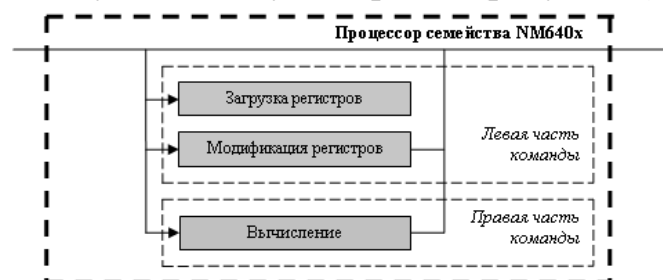 Процессор семейства NM640x
Загрузка регистров
Модификация регистров
Левая часть
команды
Вычисление
Правая часть
команды